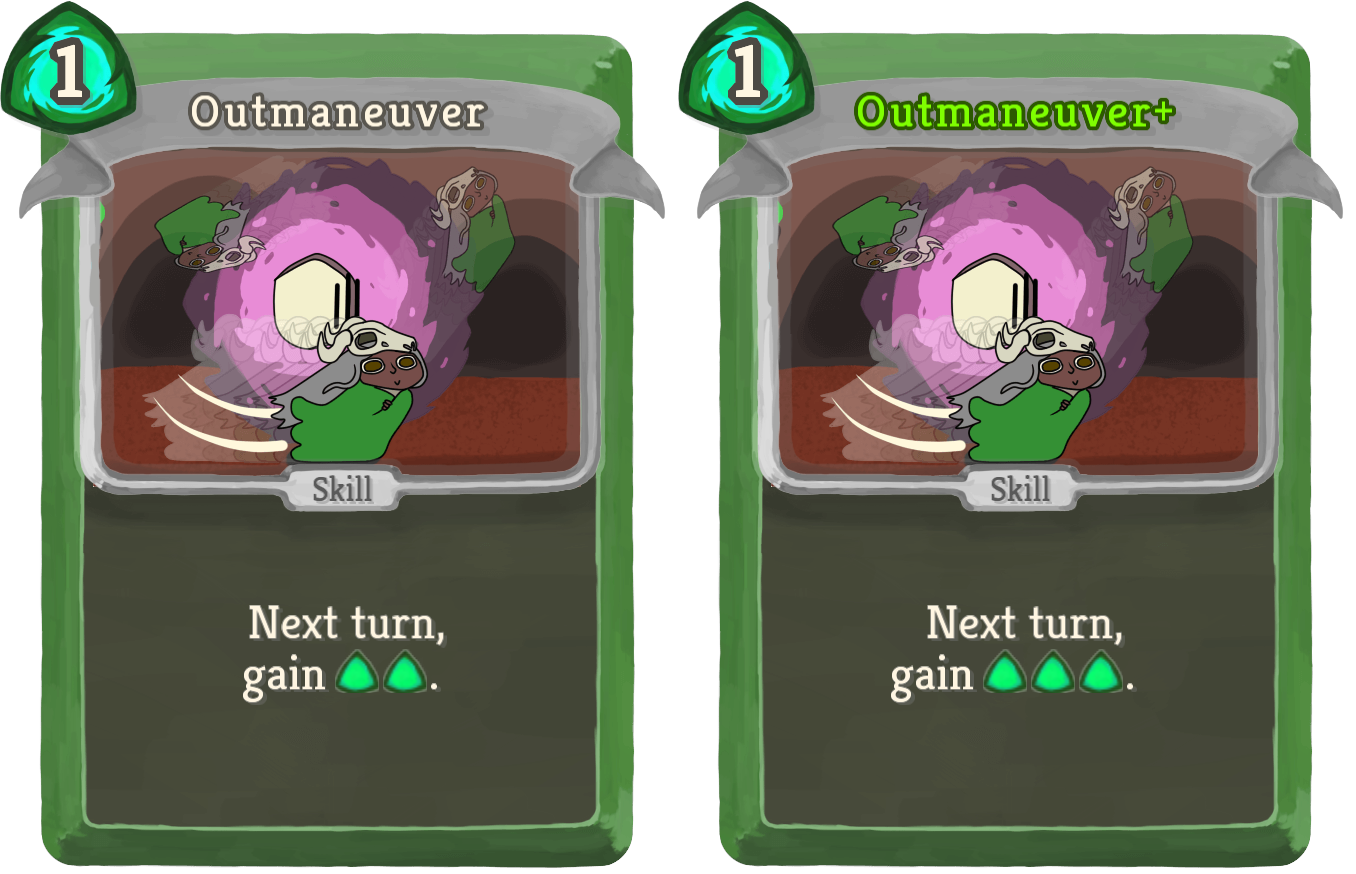 1
Outmaneuver
Skill
Next turn,
gain .
1
Outmaneuver+
Skill
Next turn,
gain .